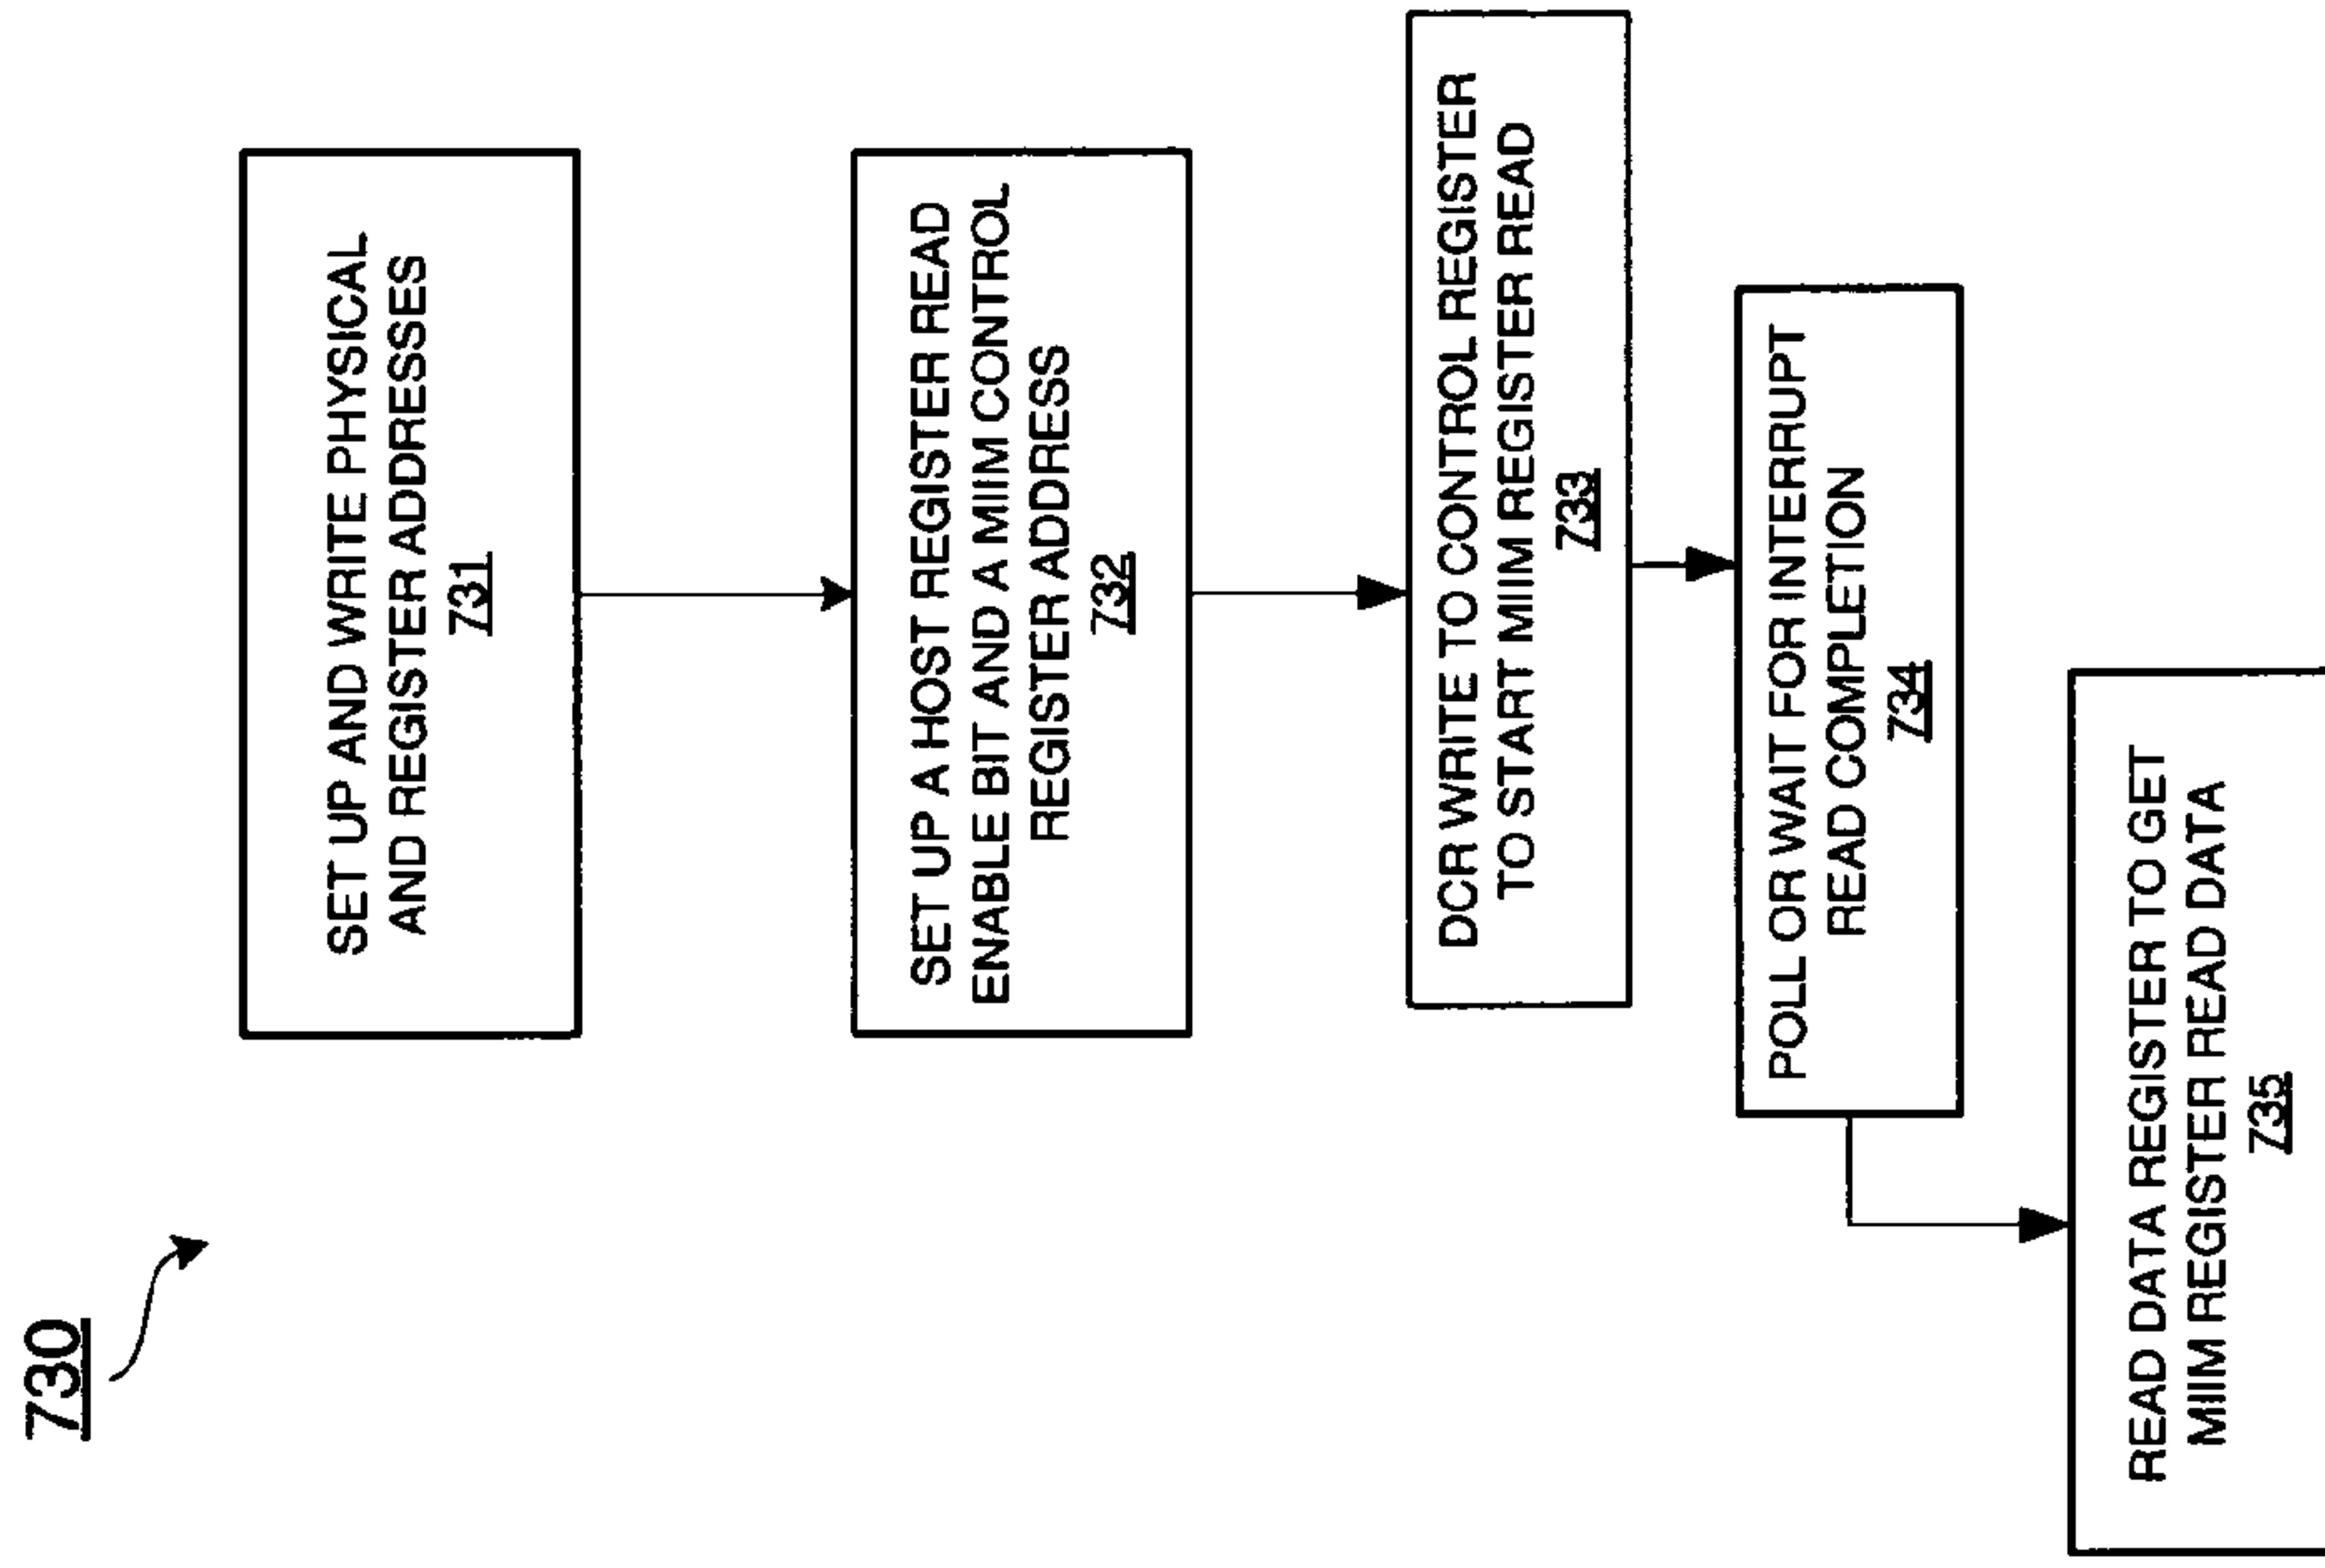 730
SET UP AND WRITE PHYSICAL
AND REGISTER ADDRESSES
731
SET UP A HOST REGISTER READ
ENABLE BIT AND A MIIM CONTROL
REGISTER ADDRESS
732
DCR WRITE TO CONTROL REGISTER
TO START MIIM REGISTER READ
733
POLL OR WAIT FOR INTERRUPT
READ COMPLETION
734
READ DATA REGISTER TO GET
MIIM REGISTER READ DATA
735